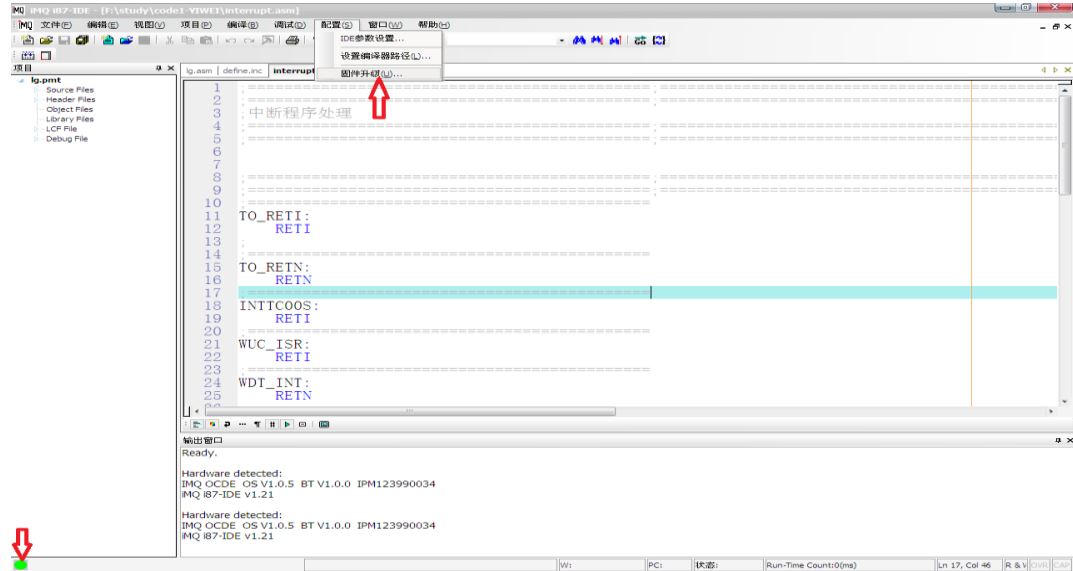 iMQ i87-IDE - [F:\study\code1-YIWEI\interrupt.asm]
文件(F) 编辑(E) 视图(V) 项目(P) 编译(B) 调试(D) 配置(S) 窗口(W) 帮助(H)
IDE参数设置...
设置编译器路径(L)...
固件升级(U)...
项目
lg.pmt
Source Files
Header Files
Object Files
Library Files
LCF File
Debug File
lg.asm define.inc interrupt
1 ;============================================ ;============================================
2 ;============================================ ;============================================
3 ;中断程序处理
4 ;============================================ ;============================================
5 ;============================================ ;============================================
6
7
8 ;============================================ ;============================================
9 ;============================================ ;============================================
10 ;============================================
11 TO_RETI:
12 RETI
13 ;
14 ;============================================
15 TO_RETN:
16 RETN
17 ;============================================
18 INTTCOOS:
19 RETI
20 ;============================================
21 WUC_ISR:
22 RETI
23 ;============================================
24 WDT_INT:
25 RETN
输出窗口
Ready.
Hardware detected:
IMQ OCDE OS V1.0.5 BT V1.0.0 IPM123990034
iMQ i87-IDE v1.21
Hardware detected:
IMQ OCDE OS V1.0.5 BT V1.0.0 IPM123990034
iMQ i87-IDE v1.21
W: PC: 状态: Run-Time Count:0(ms) Ln 17, Col 46 R & V OVR CAP